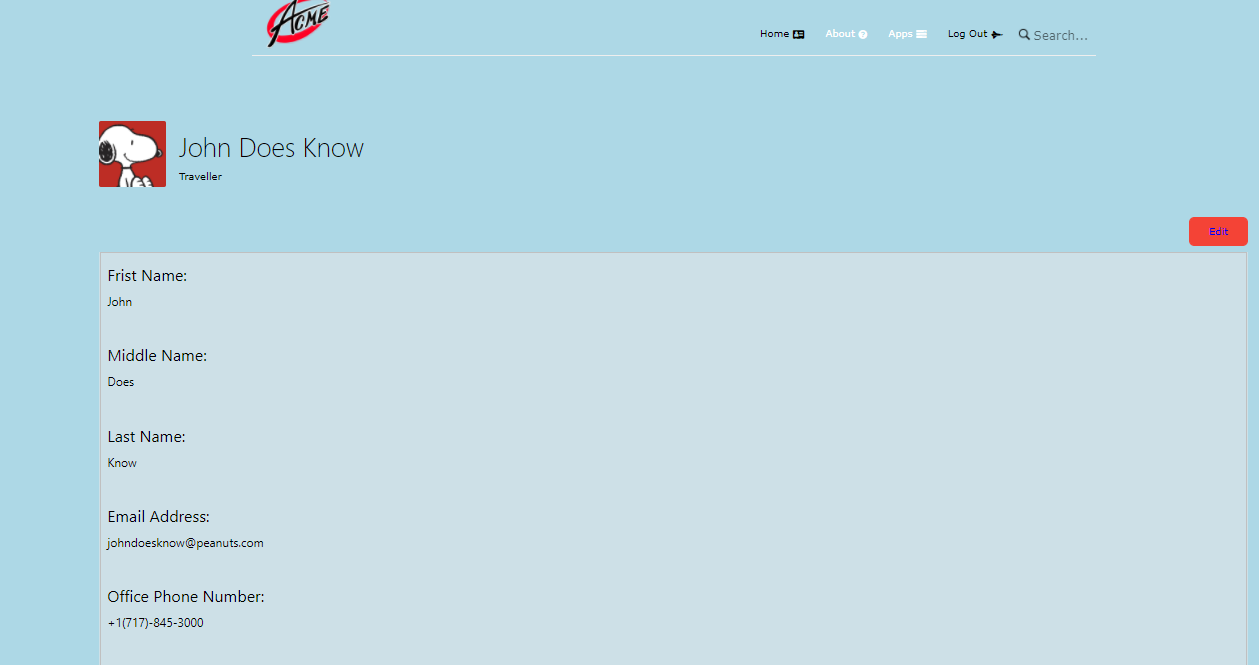 ACME
Home About Apps Log Out Search...
John Does Know
Traveller
Edit
Frist Name:
John
Middle Name:
Does
Last Name:
Know
Email Address:
johndoesknow@peanuts.com
Office Phone Number:
+1(717)-845-3000